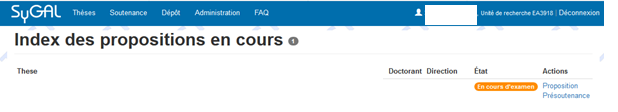 SyGAL Thèses Soutenance Dépôt Administration FAQ , Unité de recherche EA3918 | Déconnexion
Index des propositions en cours
These Doctorant Direction État Actions
En cours d'examen Proposition
Présoutenance